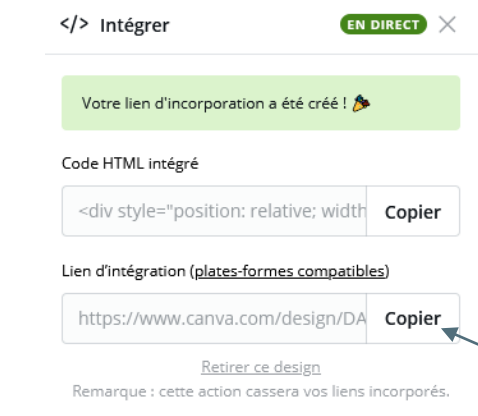 </> Intégrer
EN DIRECT
Votre lien d'incorporation a été créé !
Code HTML intégré
<div style="position: relative; width
Copier
Lien d'intégration (plates-formes compatibles)
https://www.canva.com/design/DA
Copier
Retirer ce design
Remarque : cette action cassera vos liens incorporés.